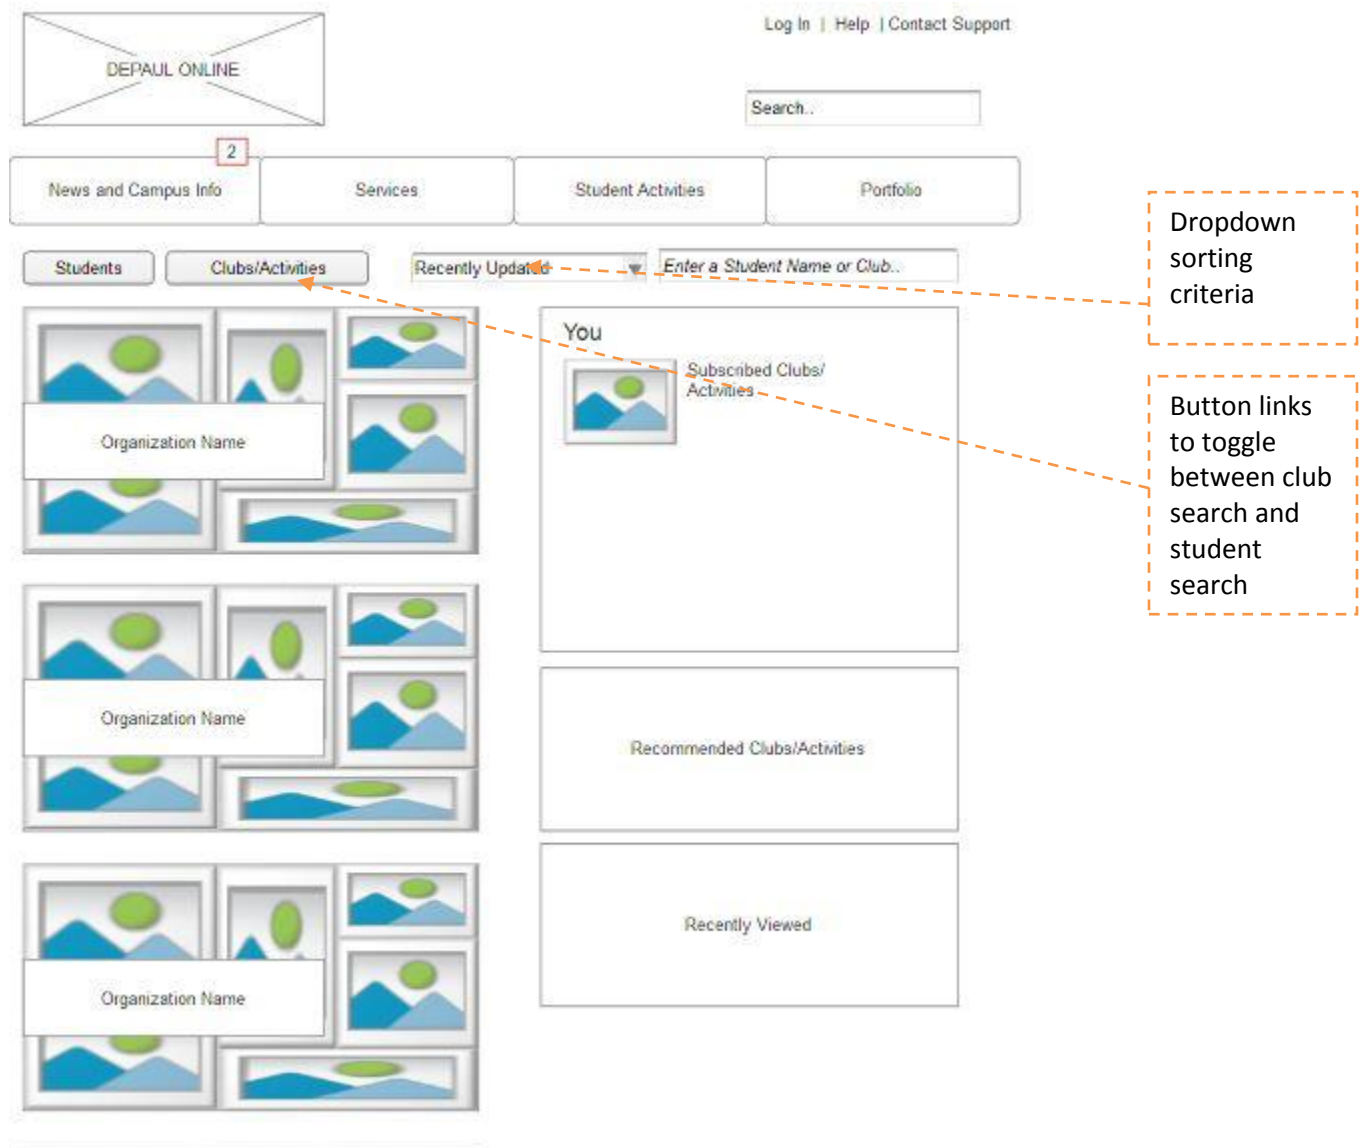 Log In | Help | Contact Support
DEPAUL ONLINE
Search..
2
News and Campus Info
Services
Student Activities
Portfolio
Students
Clubs/Activities
Recently Updated
Enter a Student Name or Club..
Dropdown
sorting
criteria
You
Subscribed Clubs/
Activities
Button links
to toggle
between club
search and
student
search
Organization Name
Organization Name
Recommended Clubs/Activities
Recently Viewed
Organization Name